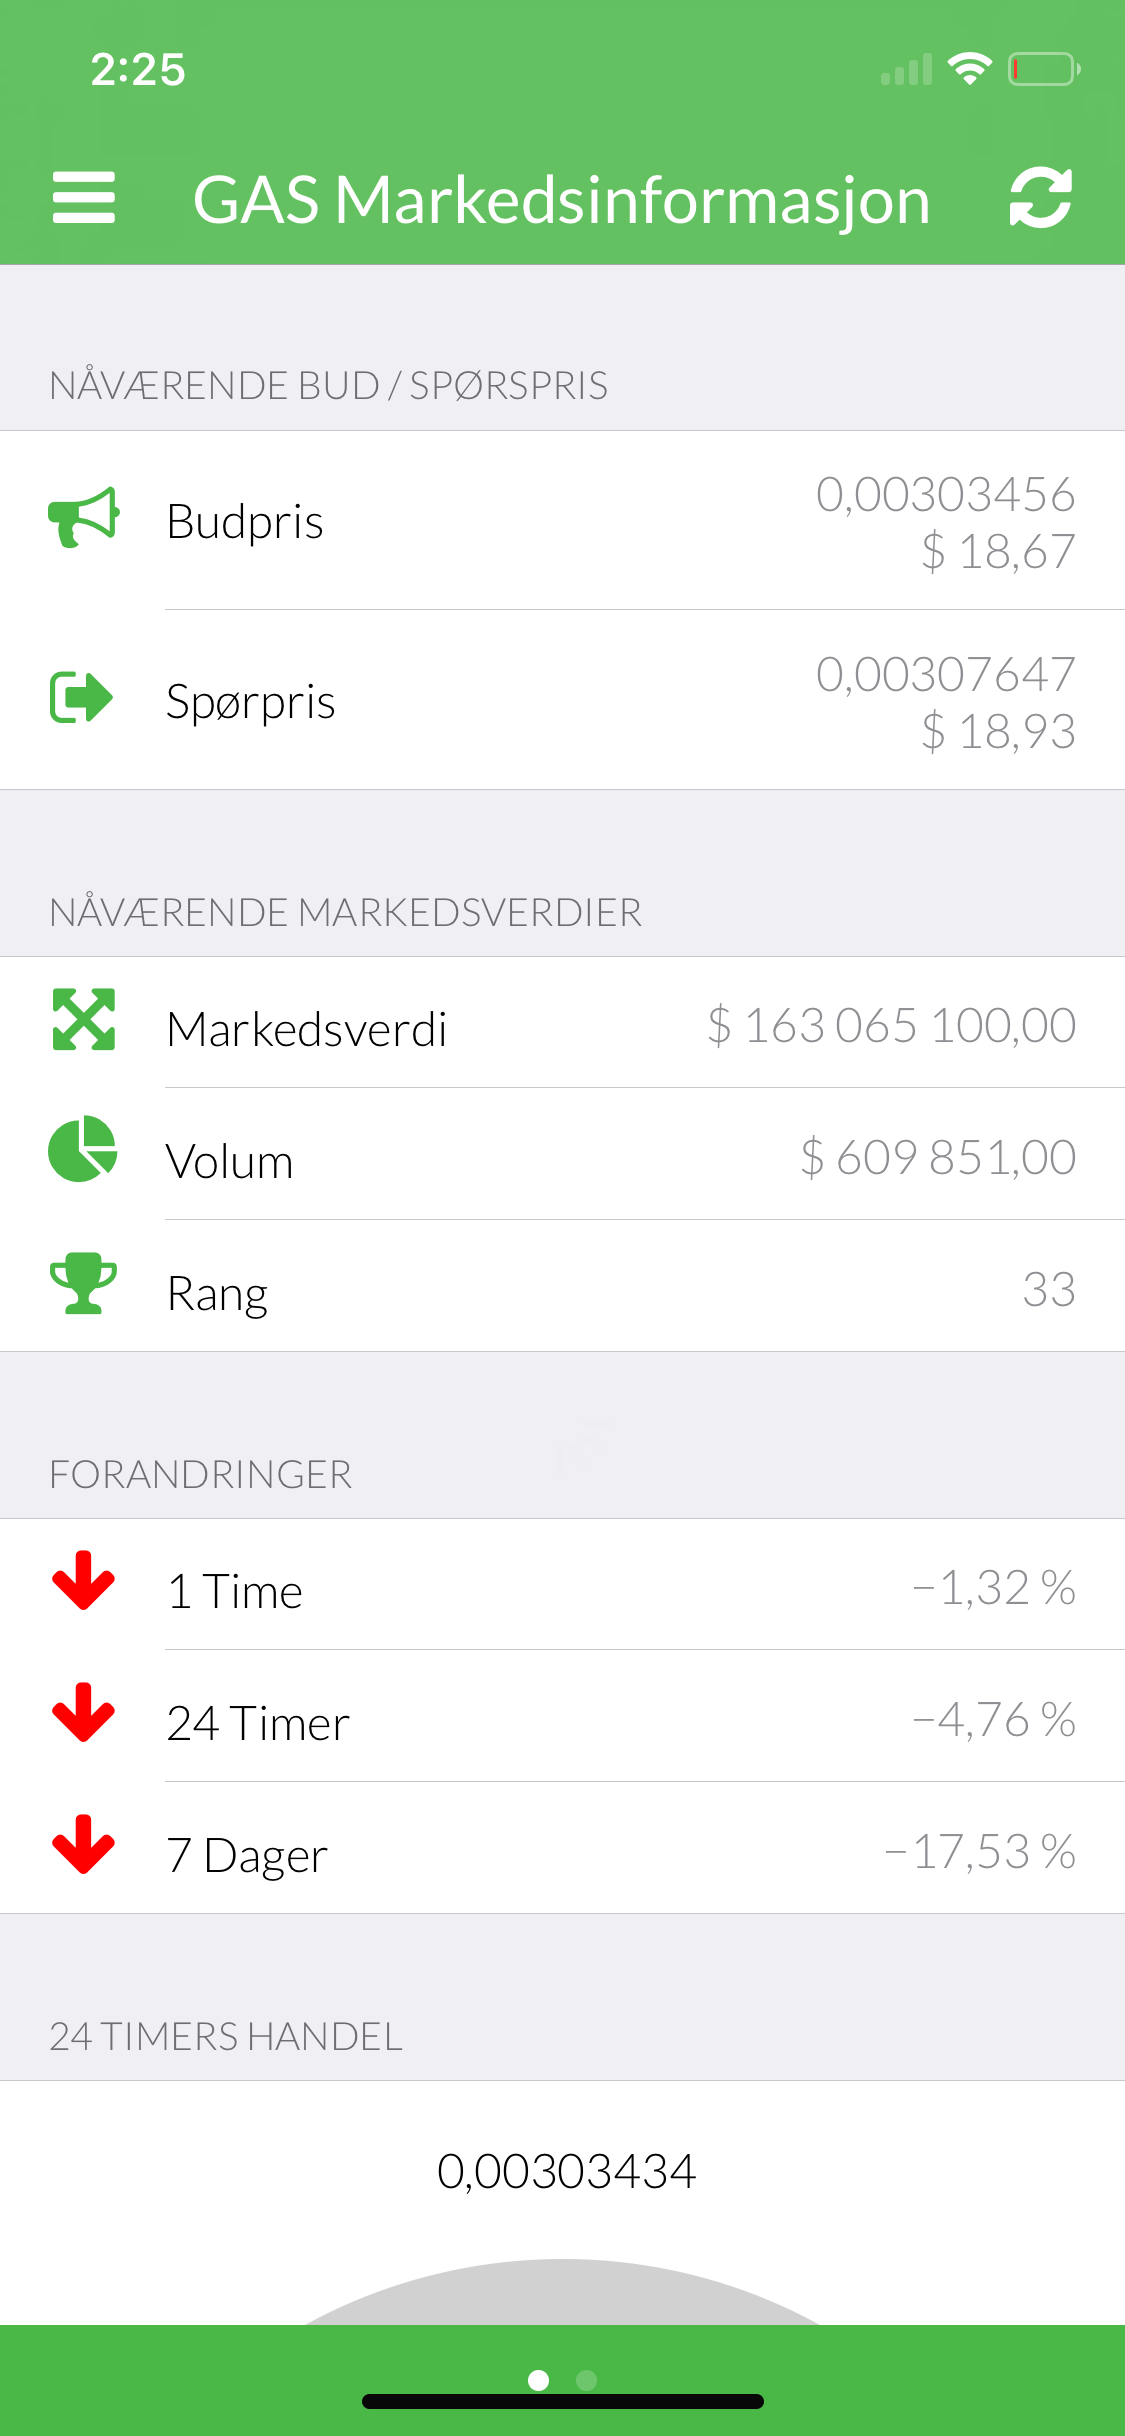 2:25
GAS Markedsinformasjon
NÅVÆRENDE BUD / SPØRSPRIS
Budpris
0,00303456
$ 18,67
Spørpris
0,00307647
$ 18,93
NÅVÆRENDE MARKEDSVERDIER
Markedsverdi
$ 163 065 100,00
Volum
$ 609 851,00
Rang
33
FORANDRINGER
1 Time
−1,32 %
24 Timer
−4,76 %
7 Dager
−17,53 %
24 TIMERS HANDEL
0,00303434